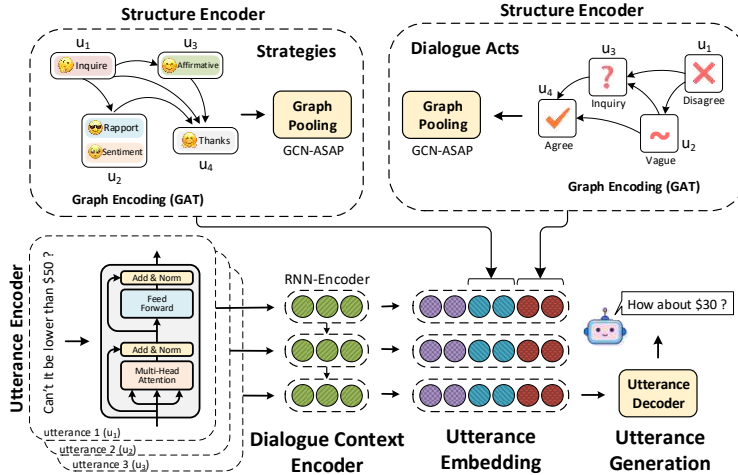 Structure Encoder
u1
u3
Inquire
Affirmative
Strategies
Rapport
Sentiment
u2
Thanks
u4
Graph Pooling
GCN-ASAP
Graph Encoding (GAT)
Structure Encoder
Dialogue Acts
u3
u1
u4
Inquiry
Disagree
Agree
Vague
u2
Graph Pooling
GCN-ASAP
Graph Encoding (GAT)
Utterance Encoder
Can't It be lower than $50 ?
Add & Norm
Feed
Forward
Add & Norm
Multi-Head
Attention
utterance 1 (u1)
utterance 2 (u2)
utterance 3 (u3)
RNN-Encoder
Dialogue Context
Encoder
Utterance
Embedding
How about $30 ?
Utterance
Decoder
Utterance
Generation